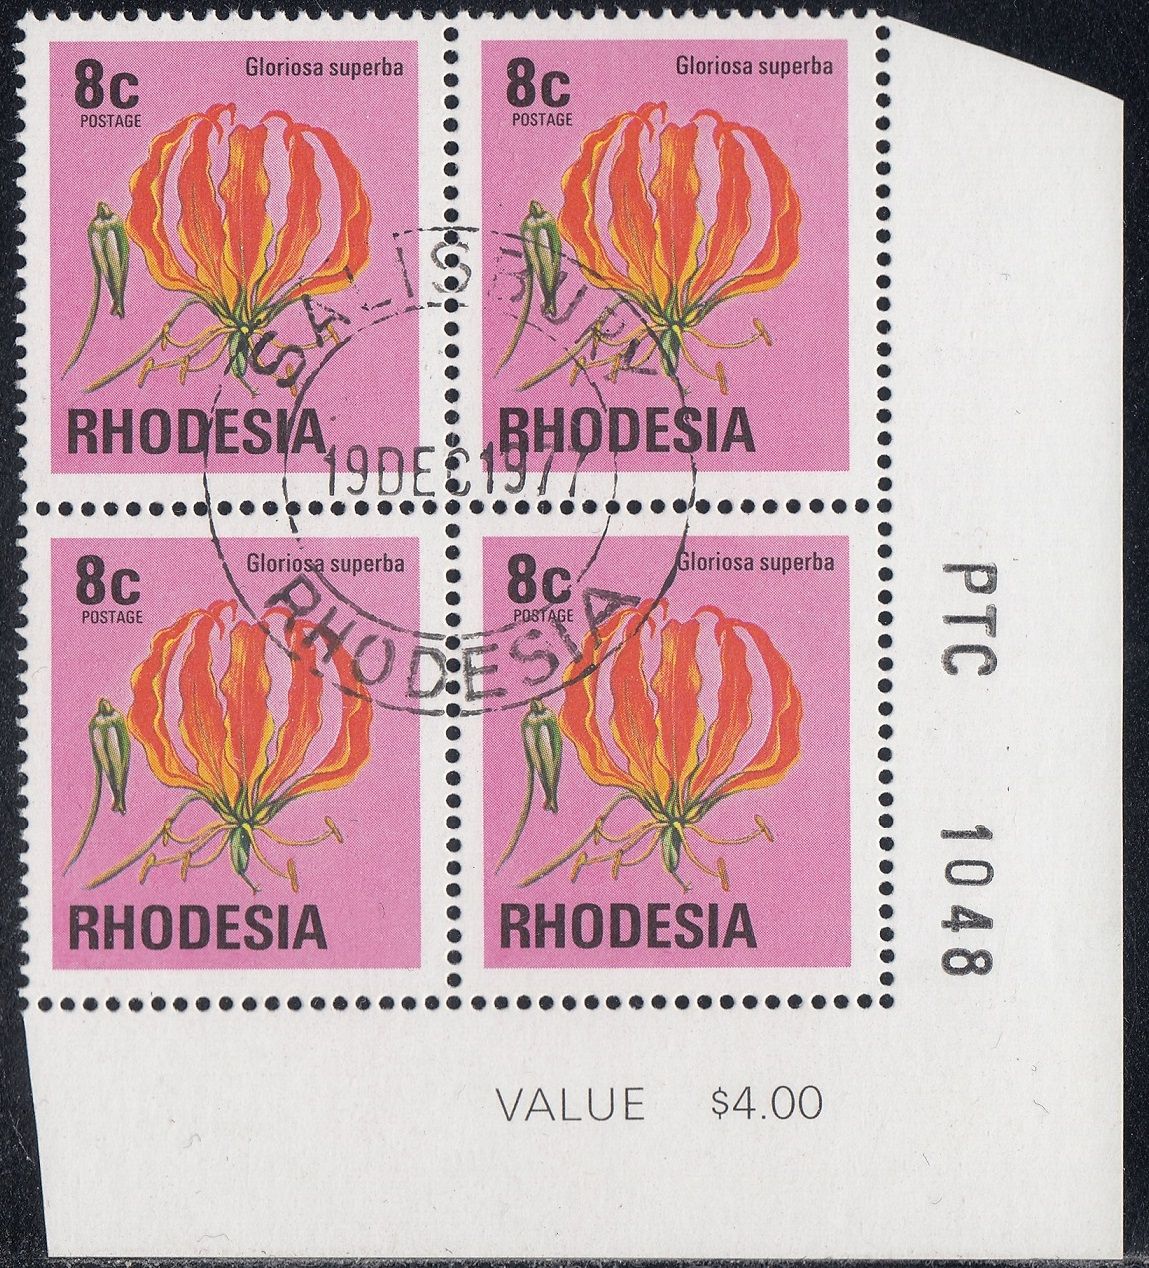 Gloriosa superba
8c
POSTAGE
RHODESIA
Gloriosa superba
8c
POSTAGE
RHODESIA
SALISBURY
19DEC1977
RHODESIA
Gloriosa superba
8c
POSTAGE
RHODESIA
Gloriosa superba
8c
POSTAGE
RHODESIA
PTC 1048
VALUE $4.00